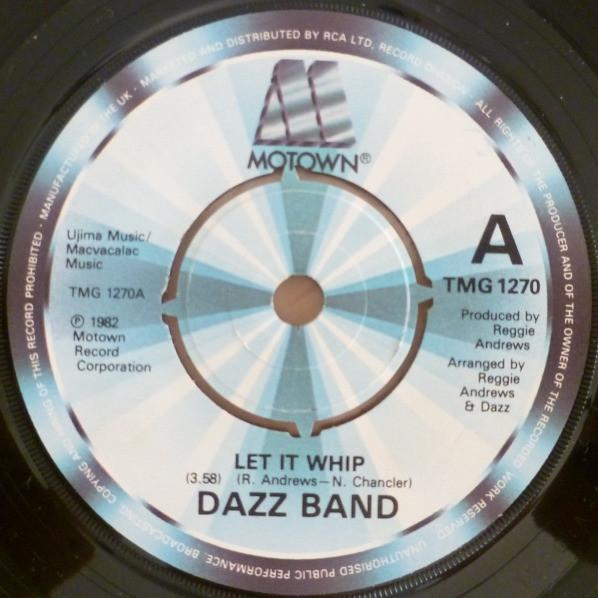 MANUFACTURED IN THE UK · MARKETED AND DISTRIBUTED BY RCA LTD, RECORD DIVISION · ALL RIGHTS OF THE PRODUCER AND OF THE OWNER OF THE RECORDED WORK RESERVED. UNAUTHORISED PUBLIC PERFORMANCE, BROADCASTING, COPYING AND HIRING OF THIS RECORD PROHIBITED ·
MOTOWN®
Ujima Music/
Macvacalac
Music
TMG 1270A
℗ 1982
Motown
Record
Corporation
A
TMG 1270
Produced by
Reggie
Andrews
Arranged by
Reggie
Andrews
& Dazz
LET IT WHIP
(3.58) (R. Andrews—N. Chancler)
DAZZ BAND